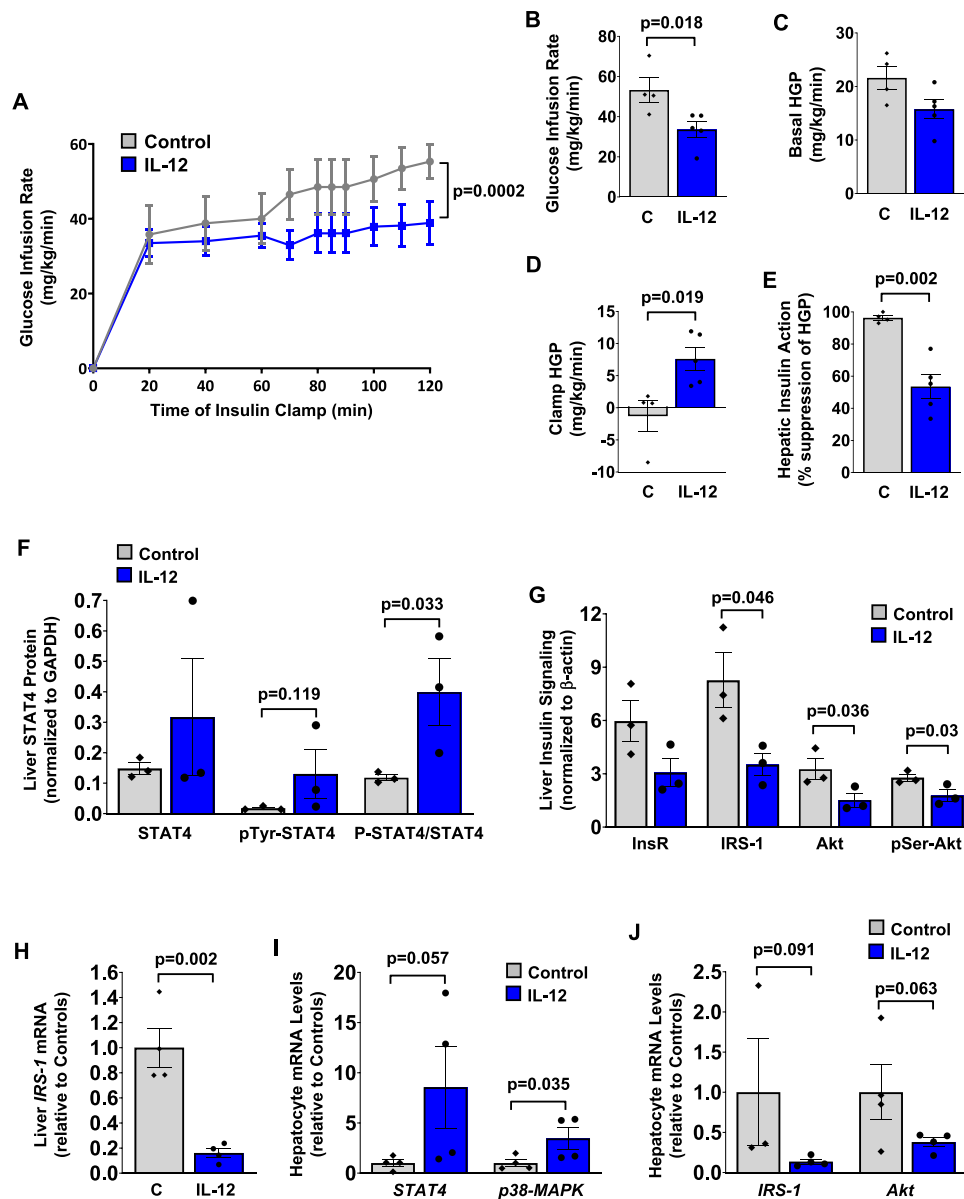 A
Control
IL-12
Glucose Infusion Rate
(mg/kg/min)
60
40
20
0
0
20
40
60
80
100
120
Time of Insulin Clamp (min)
p=0.0002
B
p=0.018
Glucose Infusion Rate
(mg/kg/min)
80
60
40
20
0
C
IL-12
C
Basal HGP
(mg/kg/min)
30
20
10
0
C
IL-12
D
p=0.019
Clamp HGP
(mg/kg/min)
15
10
5
0
-5
-10
C
IL-12
E
p=0.002
Hepatic Insulin Action
(% suppression of HGP)
100
80
60
40
20
0
C
IL-12
F
Control
IL-12
Liver STAT4 Protein
(normalized to GAPDH)
0.7
0.6
0.5
0.4
0.3
0.2
0.1
0.0
p=0.119
p=0.033
STAT4
pTyr-STAT4
P-STAT4/STAT4
G
Control
IL-12
Liver Insulin Signaling
(normalized to β-actin)
12
9
6
3
0
p=0.046
p=0.036
p=0.03
InsR
IRS-1
Akt
pSer-Akt
H
p=0.002
Liver IRS-1 mRNA
(relative to Controls)
1.6
1.4
1.2
1.0
0.8
0.6
0.4
0.2
0.0
C
IL-12
I
Control
IL-12
Hepatocyte mRNA Levels
(relative to Controls)
20
15
10
5
0
p=0.057
p=0.035
STAT4
p38-MAPK
J
Control
IL-12
Hepatocyte mRNA Levels
(relative to Controls)
2.5
2.0
1.5
1.0
0.5
0.0
p=0.091
p=0.063
IRS-1
Akt